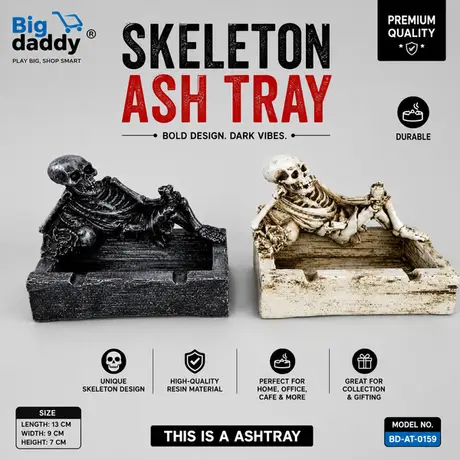 Big
daddy®
PLAY BIG, SHOP SMART
SKELETON
ASH TRAY
BOLD DESIGN. DARK VIBES.
PREMIUM
QUALITY
DURABLE
UNIQUE
SKELETON DESIGN
HIGH-QUALITY
RESIN MATERIAL
PERFECT FOR
HOME, OFFICE,
CAFE & MORE
GREAT FOR
COLLECTION
& GIFTING
SIZE
LENGTH: 13 CM
WIDTH: 9 CM
HEIGHT: 7 CM
THIS IS A ASHTRAY
MODEL NO.
BD-AT-0159